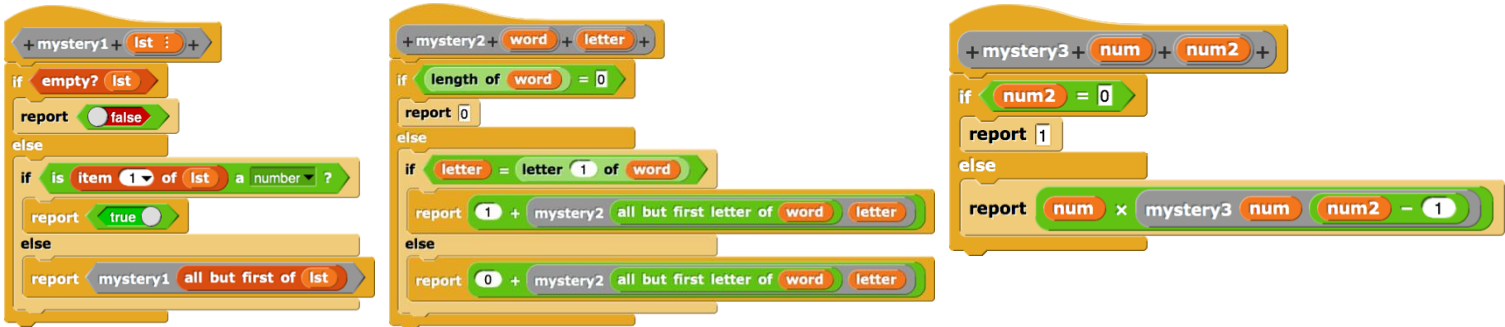 + mystery1 + lst ⋮ +
if empty? lst
report false
else
if is item 1 of lst a number ?
report true
else
report mystery1 all but first of lst
+ mystery2 + word + letter +
if length of word = 0
report 0
else
if letter = letter 1 of word
report 1 + mystery2 all but first letter of word letter
else
report 0 + mystery2 all but first letter of word letter
+ mystery3 + num + num2 +
if num2 = 0
report 1
else
report num × mystery3 num num2 - 1